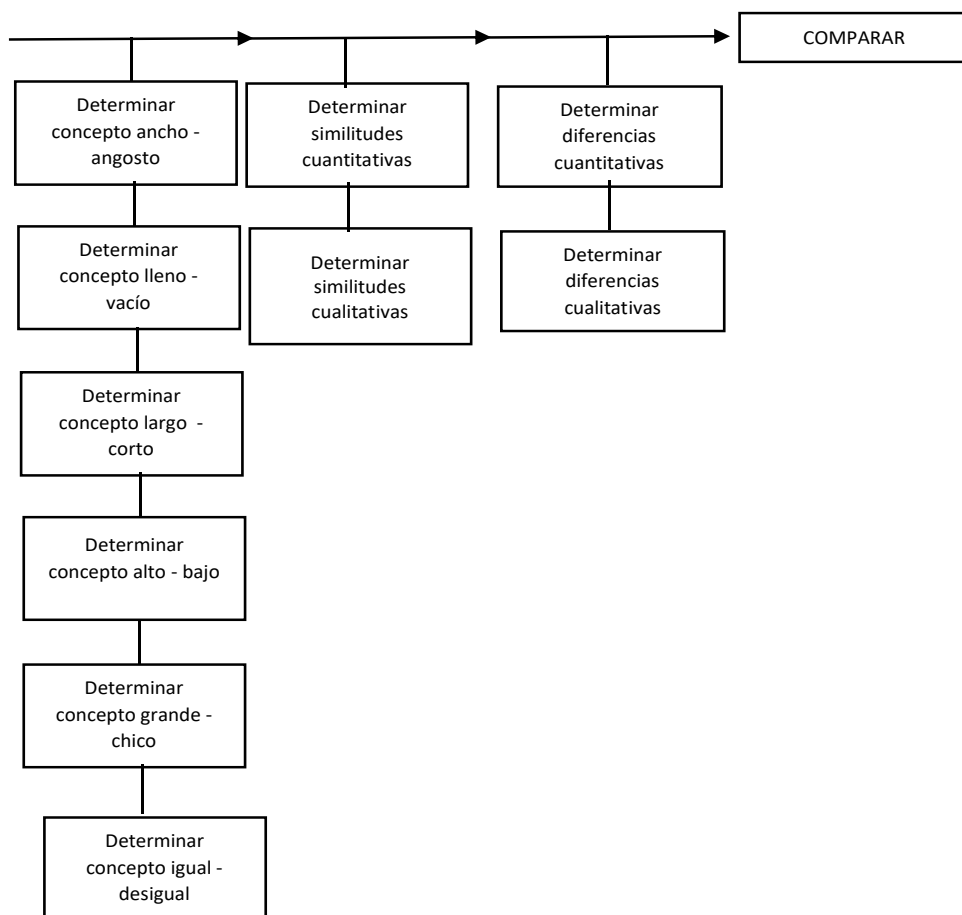 COMPARAR
Determinar
concepto ancho -
angosto
Determinar
concepto lleno -
vacío
Determinar
concepto largo -
corto
Determinar
concepto alto - bajo
Determinar
concepto grande -
chico
Determinar
concepto igual -
desigual
Determinar
similitudes
cuantitativas
Determinar
similitudes
cualitativas
Determinar
diferencias
cuantitativas
Determinar
diferencias
cualitativas